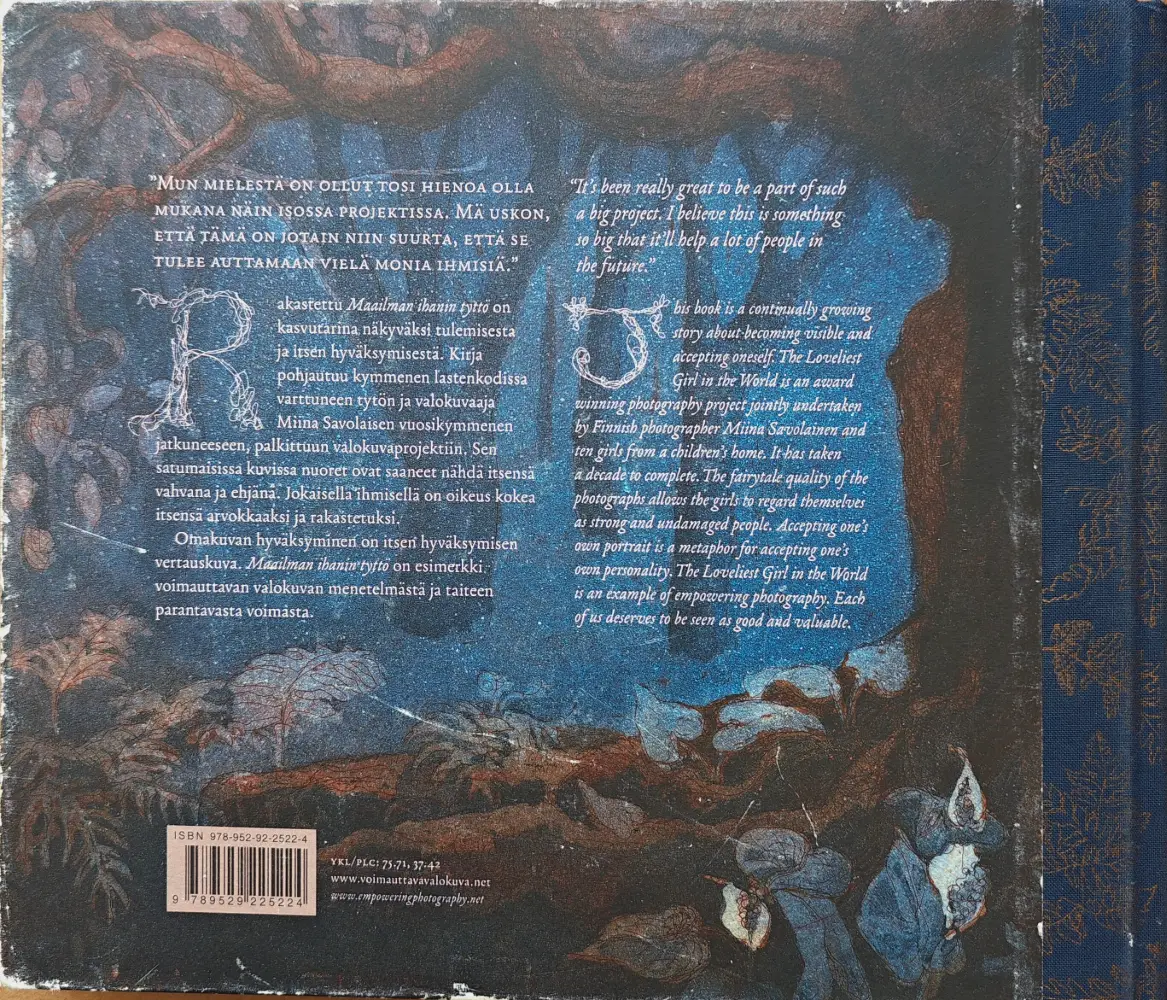 "Mun mielestä on ollut tosi hienoa olla
mukana näin isossa projektissa. Mä uskon,
että tämä on jotain niin suurta, että se
tulee auttamaan vielä monia ihmisiä."
Rakastettu Maailman ihanin tyttö on
kasvutarina näkyväksi tulemisesta
ja itsen hyväksymisestä. Kirja
pohjautuu kymmenen lastenkodissa
varttuneen tytön ja valokuvaaja
Miina Savolaisen vuosikymmenen
jatkuneeseen, palkittuun valokuvaprojektiin. Sen
satumaisissa kuvissa nuoret ovat saaneet nähdä itsensä
vahvana ja ehjänä. Jokaisella ihmisellä on oikeus kokea
itsensä arvokkaaksi ja rakastetuksi.
Omakuvan hyväksyminen on itsen hyväksymisen
vertauskuva. Maailman ihanin tyttö on esimerkki
voimauttavan valokuvan menetelmästä ja taiteen
parantavasta voimasta.
"It's been really great to be a part of such
a big project. I believe this is something
so big that it'll help a lot of people in
the future."
This book is a continually growing
story about becoming visible and
accepting oneself. The Loveliest
Girl in the World is an award
winning photography project jointly undertaken
by Finnish photographer Miina Savolainen and
ten girls from a children's home. It has taken
a decade to complete. The fairytale quality of the
photographs allows the girls to regard themselves
as strong and undamaged people. Accepting one's
own portrait is a metaphor for accepting one's
own personality. The Loveliest Girl in the World
is an example of empowering photography. Each
of us deserves to be seen as good and valuable.
ISBN 978-952-92-2522-4
9 789529 225224
YKL/PLC: 75.71, 37.42
www.voimauttavavalokuva.net
www.empoweringphotography.net